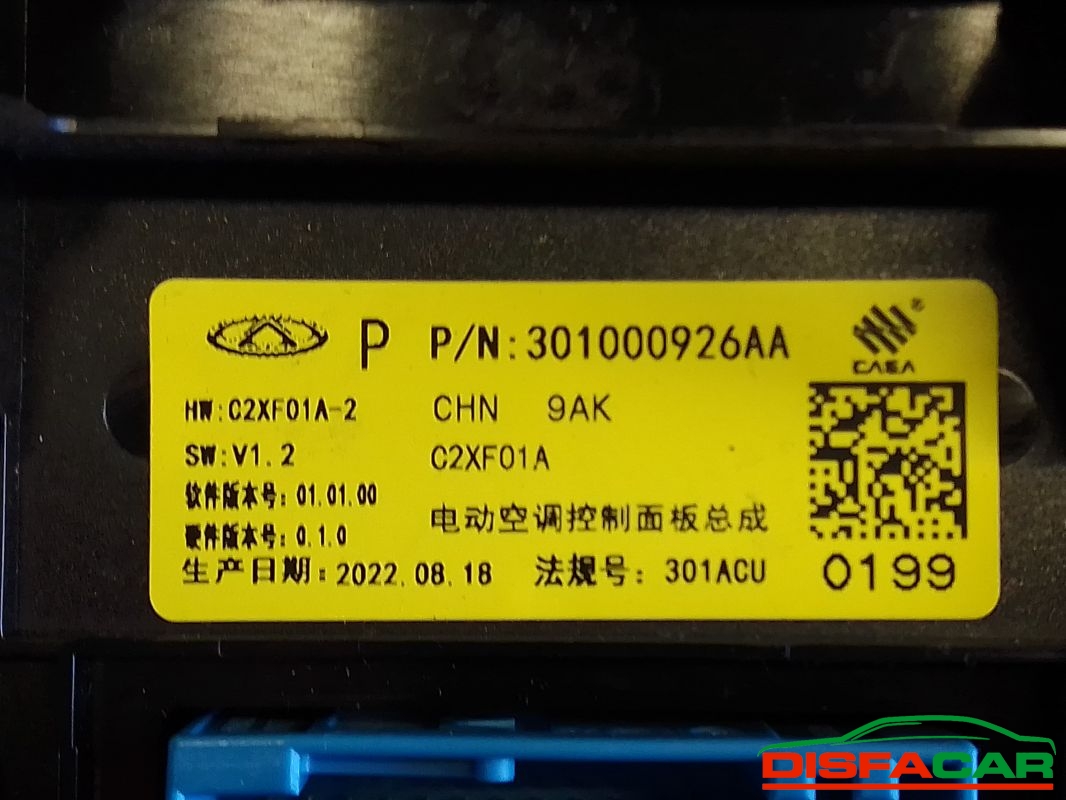 P P/N:301000926AA
CAEA
HW:C2XF01A-2 CHN 9AK
SW:V1.2 C2XF01A
软件版本号: 01.01.00
电动空调控制面板总成
硬件版本号: 0.1.0
生产日期: 2022.08.18 法规号: 301ACU 0199
DISFACAR